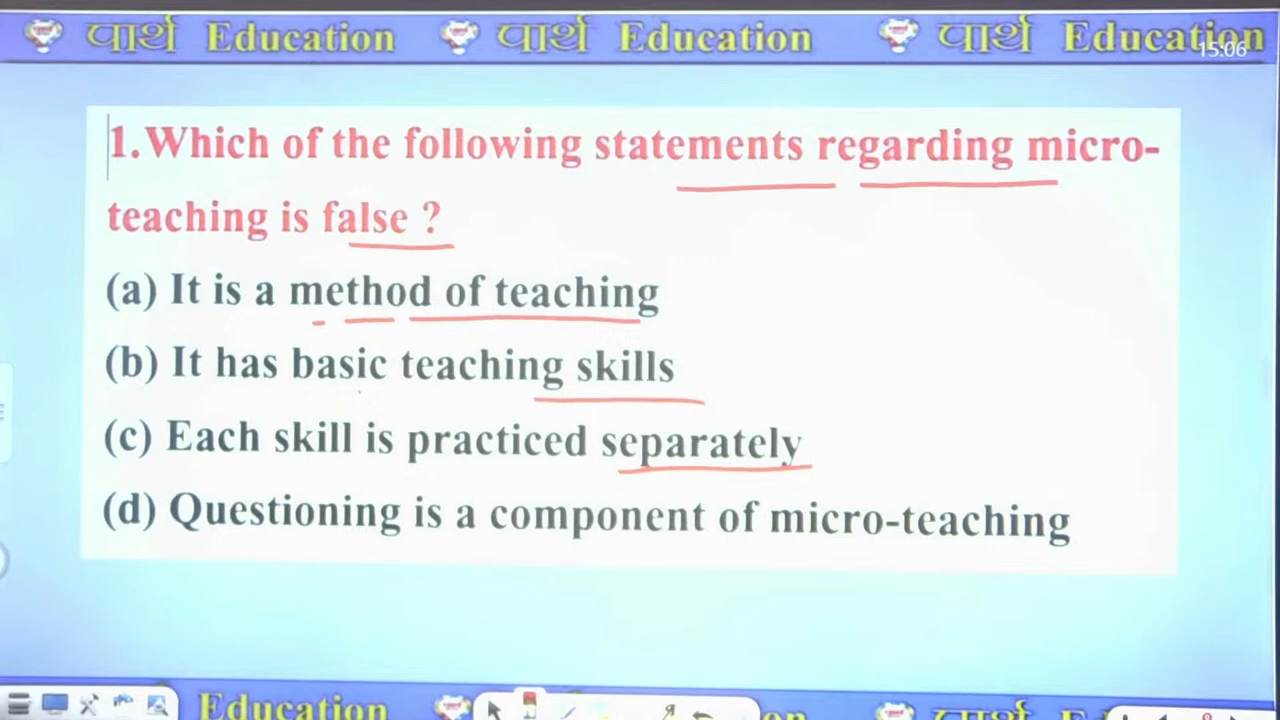 पार्थ Education पार्थ Education पार्थ Education
15:06
1.Which of the following statements regarding micro-
teaching is false ?
(a) It is a method of teaching
(b) It has basic teaching skills
(c) Each skill is practiced separately
(d) Questioning is a component of micro-teaching
Education